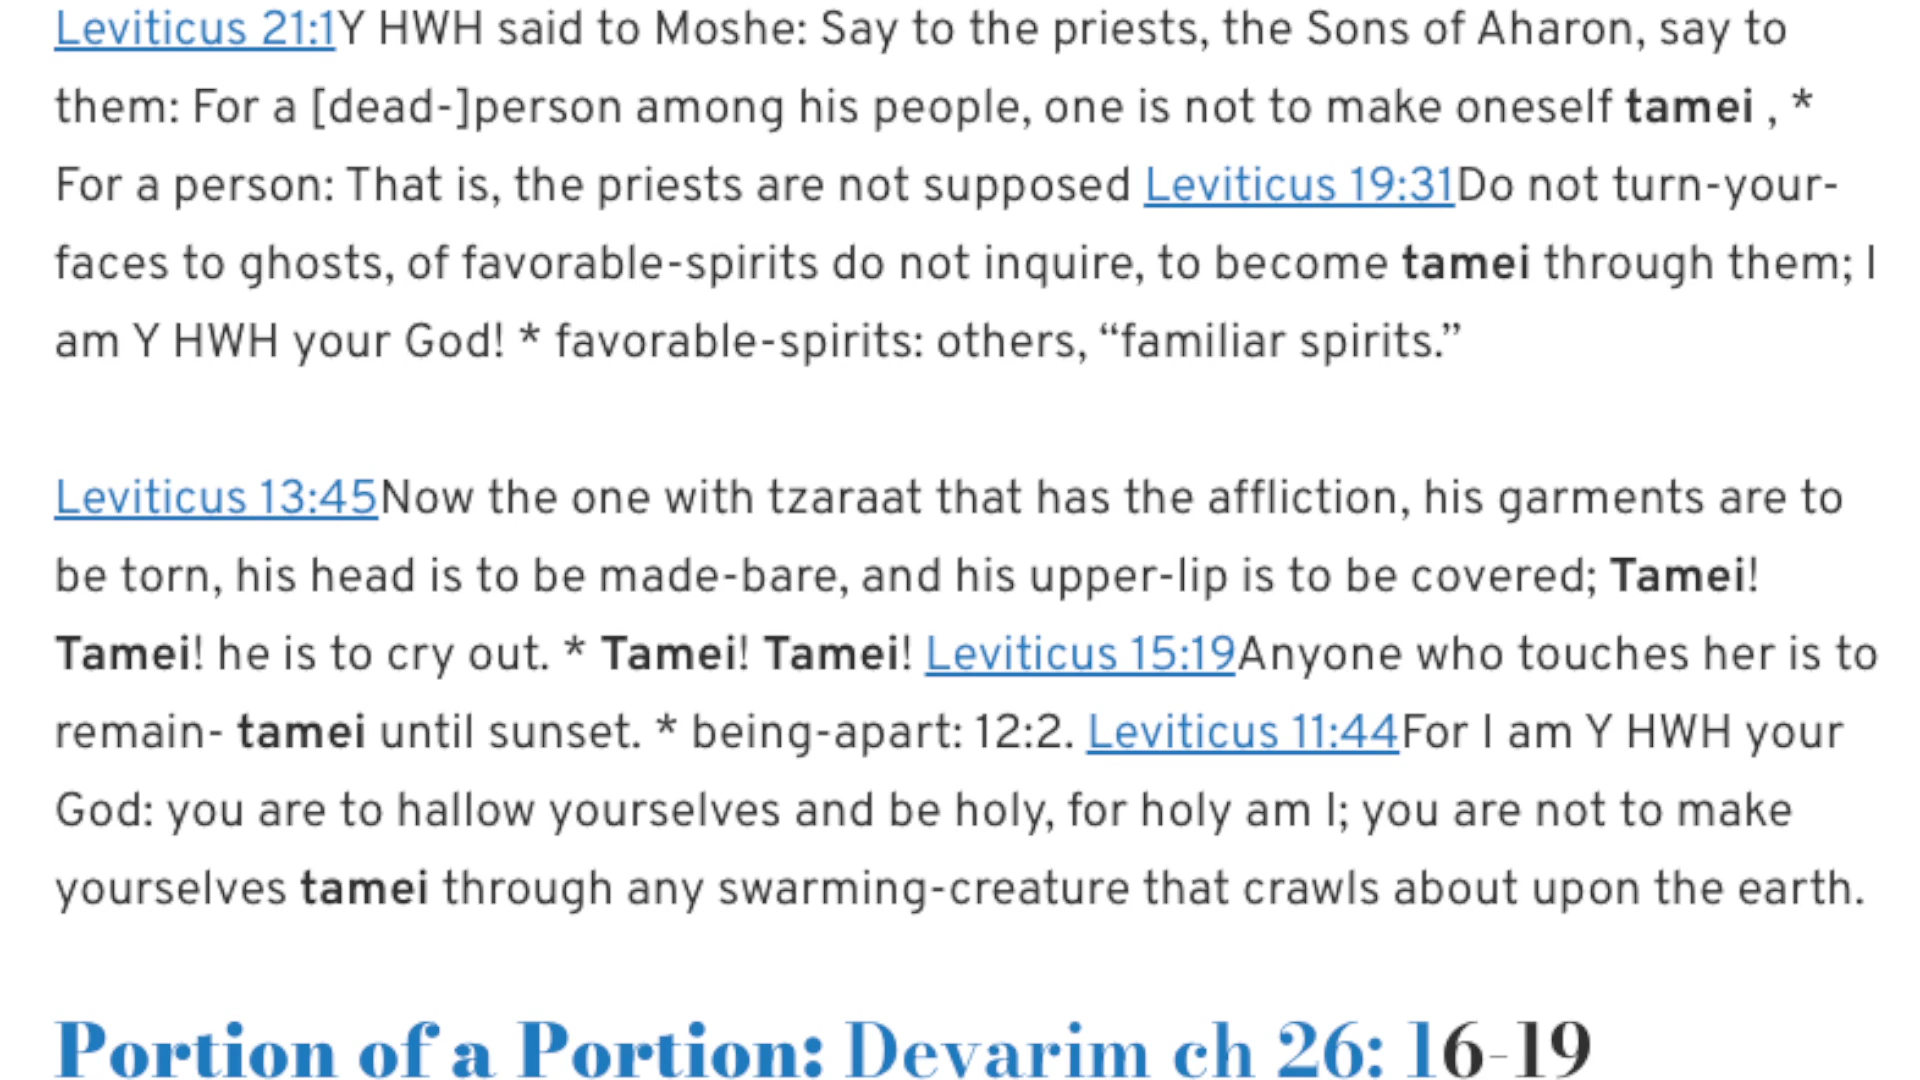 Leviticus 21:1Y HWH said to Moshe: Say to the priests, the Sons of Aharon, say to
them: For a [dead-]person among his people, one is not to make oneself tamei , *
For a person: That is, the priests are not supposed Leviticus 19:31Do not turn-your-
faces to ghosts, of favorable-spirits do not inquire, to become tamei through them; I
am Y HWH your God! * favorable-spirits: others, “familiar spirits.”
Leviticus 13:45Now the one with tzaraat that has the affliction, his garments are to
be torn, his head is to be made-bare, and his upper-lip is to be covered; Tamei!
Tamei! he is to cry out. * Tamei! Tamei! Leviticus 15:19Anyone who touches her is to
remain- tamei until sunset. * being-apart: 12:2. Leviticus 11:44For I am Y HWH your
God: you are to hallow yourselves and be holy, for holy am I; you are not to make
yourselves tamei through any swarming-creature that crawls about upon the earth.
Portion of a Portion: Devarim ch 26: 16-19